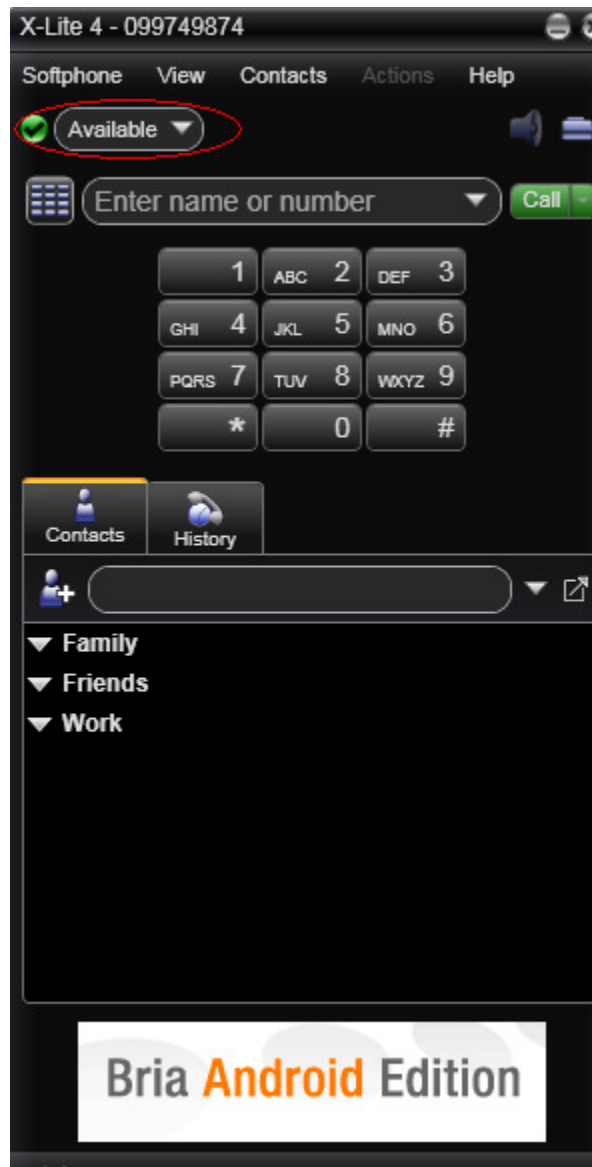 X-Lite 4 - 099749874
Softphone View Contacts Actions Help
Available
Enter name or number Call
1 ABC 2 DEF 3
GHI 4 JKL 5 MNO 6
PQRS 7 TUV 8 WXYZ 9
* 0 #
Contacts History
Family
Friends
Work
Bria Android Edition